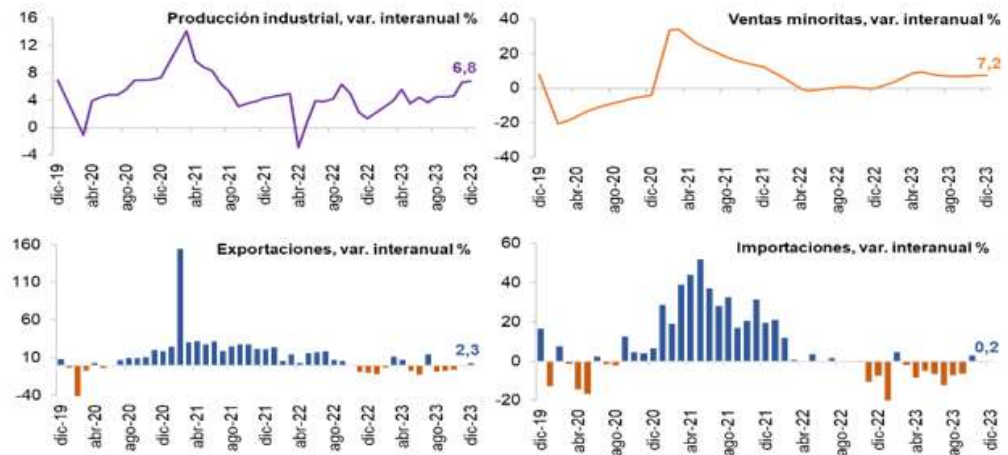 Producción industrial, var. interanual %
16
12
8
4
0
-4
6,8
dic-19
abr-20
ago-20
dic-20
abr-21
ago-21
dic-21
abr-22
ago-22
dic-22
abr-23
ago-23
dic-23
Ventas minoritas, var. interanual %
40
20
0
-20
-40
7,2
dic-19
abr-20
ago-20
dic-20
abr-21
ago-21
dic-21
abr-22
ago-22
dic-22
abr-23
ago-23
dic-23
Exportaciones, var. interanual %
160
110
60
10
-40
2,3
dic-19
abr-20
ago-20
dic-20
abr-21
ago-21
dic-21
abr-22
ago-22
dic-22
abr-23
ago-23
dic-23
Importaciones, var. interanual %
60
40
20
0
-20
0,2
dic-19
abr-20
ago-20
dic-20
abr-21
ago-21
dic-21
abr-22
ago-22
dic-22
abr-23
ago-23
dic-23